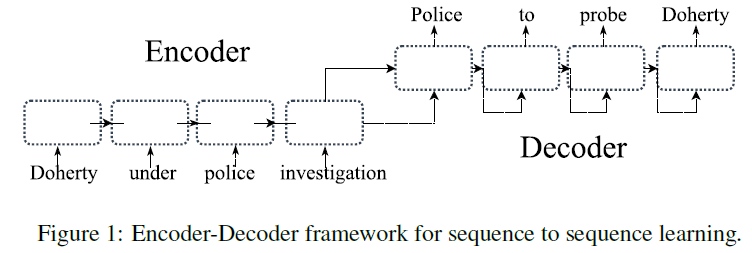 Police to probe Doherty
Encoder
Doherty under police investigation
Decoder
Figure 1: Encoder-Decoder framework for sequence to sequence learning.